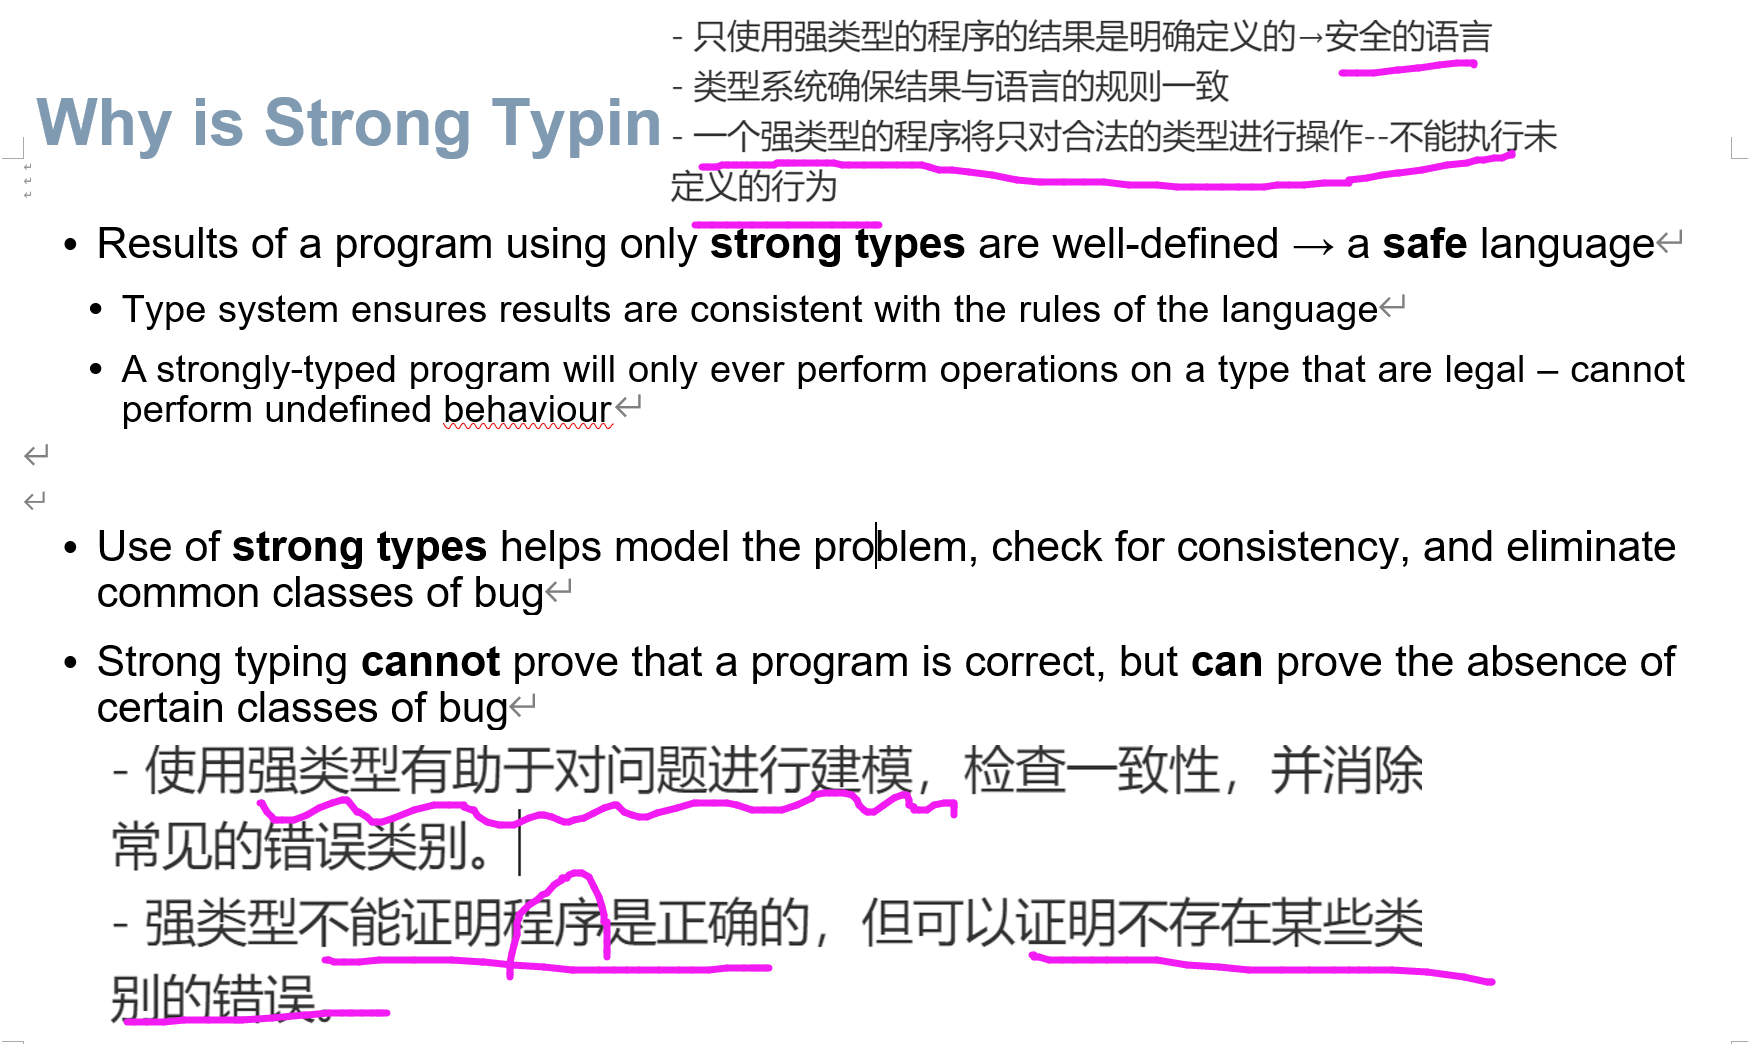 - 只使用强类型的程序的结果是明确定义的→安全的语言
- 类型系统确保结果与语言的规则一致
Why is Strong Typin
- 一个强类型的程序将只对合法的类型进行操作--不能执行未
定义的行为
• Results of a program using only strong types are well-defined → a safe language↵
• Type system ensures results are consistent with the rules of the language↵
• A strongly-typed program will only ever perform operations on a type that are legal – cannot
perform undefined behaviour↵
• Use of strong types helps model the problem, check for consistency, and eliminate
common classes of bug↵
• Strong typing cannot prove that a program is correct, but can prove the absence of
certain classes of bug↵
- 使用强类型有助于对问题进行建模，检查一致性，并消除
常见的错误类别。
- 强类型不能证明程序是正确的，但可以证明不存在某些类
别的错误。